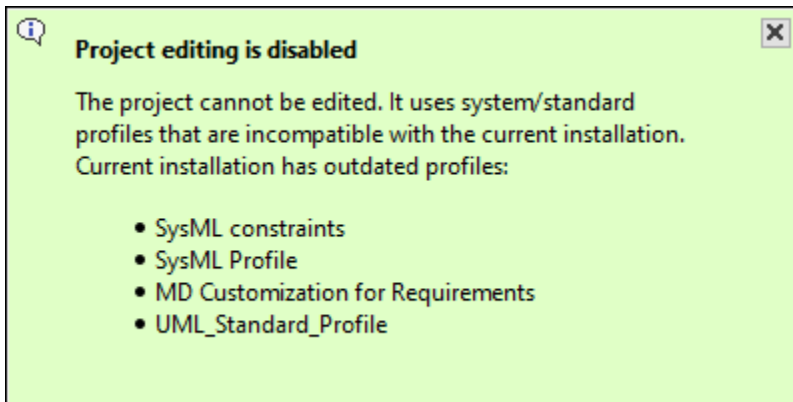 Project editing is disabled
The project cannot be edited. It uses system/standard
profiles that are incompatible with the current installation.
Current installation has outdated profiles:
• SysML constraints
• SysML Profile
• MD Customization for Requirements
• UML_Standard_Profile